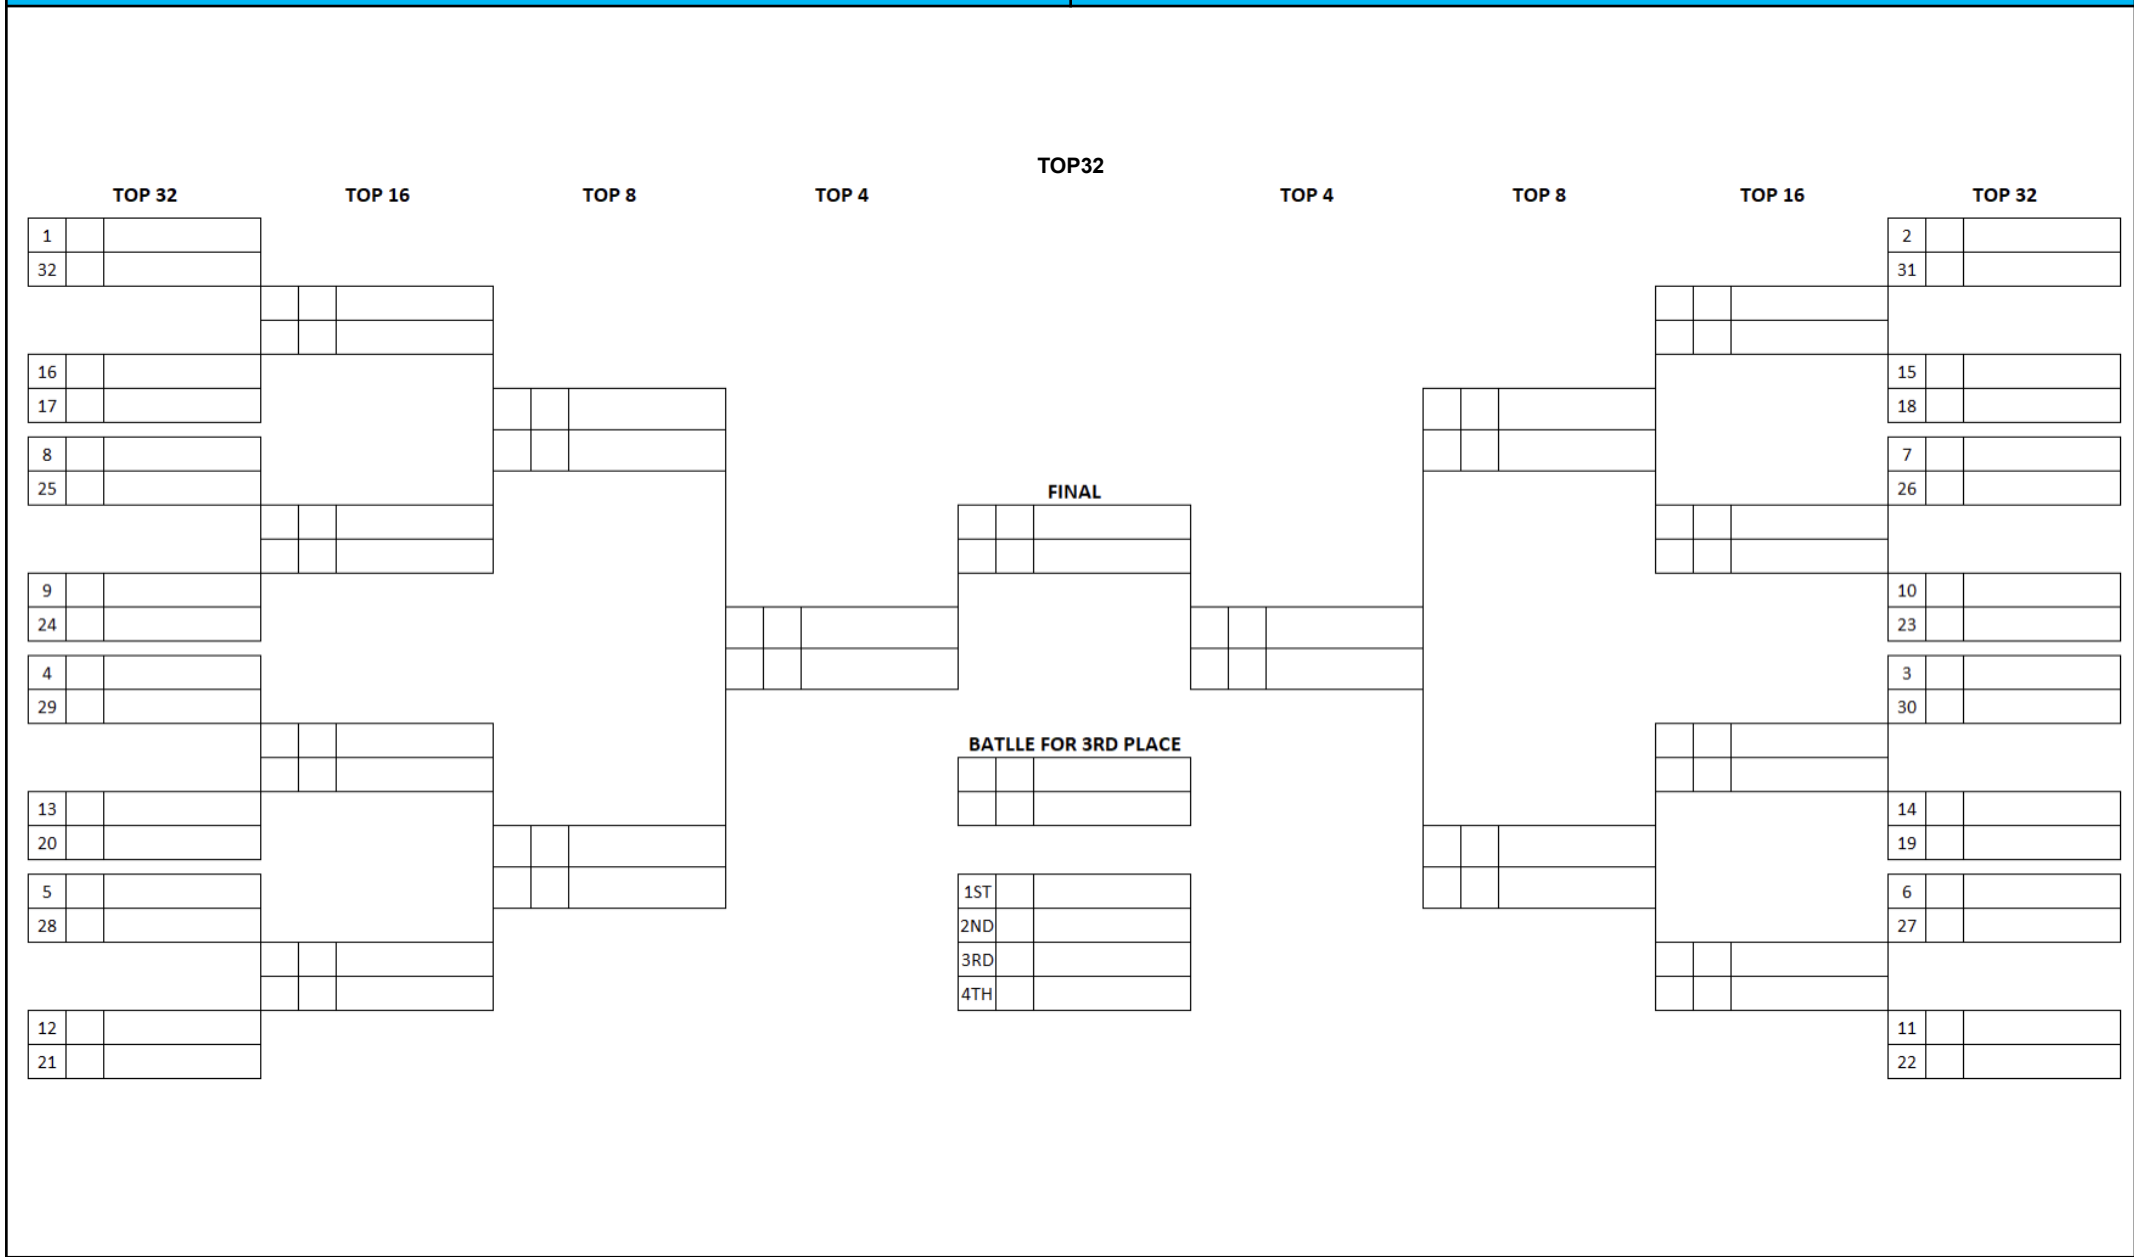 TOP32
TOP 32 TOP 16 TOP 8 TOP 4 TOP 4 TOP 8 TOP 16 TOP 32
1 2
32 31
16 15
17 18
8 7
25 26
FINAL
9 10
24 23
4 3
29 30
BATLLE FOR 3RD PLACE
13 14
20 19
5 1ST 6
28 2ND 27
3RD
4TH
12 11
21 22